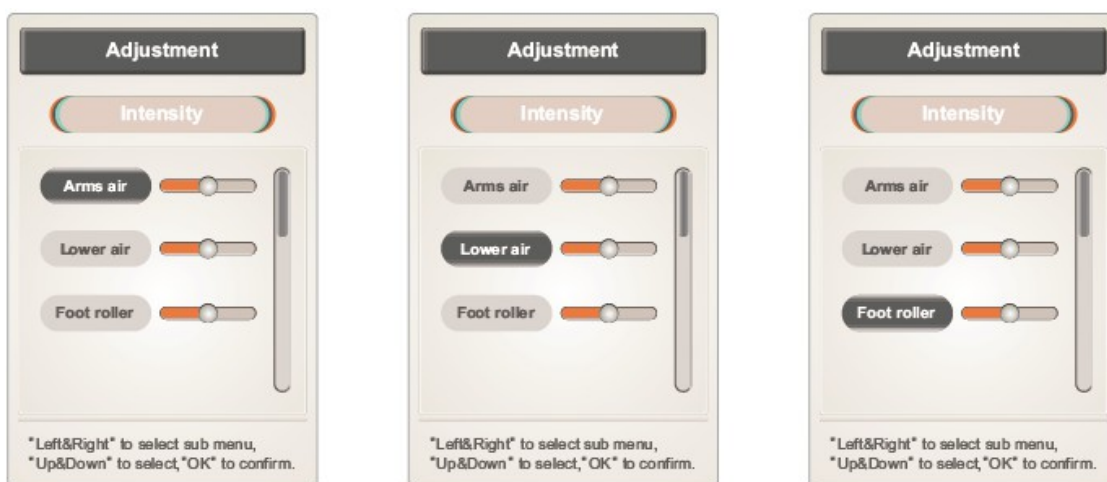 Adjustment
Intensity
Arms air
Lower air
Foot roller
"Left&Right" to select sub menu,
"Up&Down" to select,"OK" to confirm.
Adjustment
Intensity
Arms air
Lower air
Foot roller
"Left&Right" to select sub menu,
"Up&Down" to select,"OK" to confirm.
Adjustment
Intensity
Arms air
Lower air
Foot roller
"Left&Right" to select sub menu,
"Up&Down" to select,"OK" to confirm.